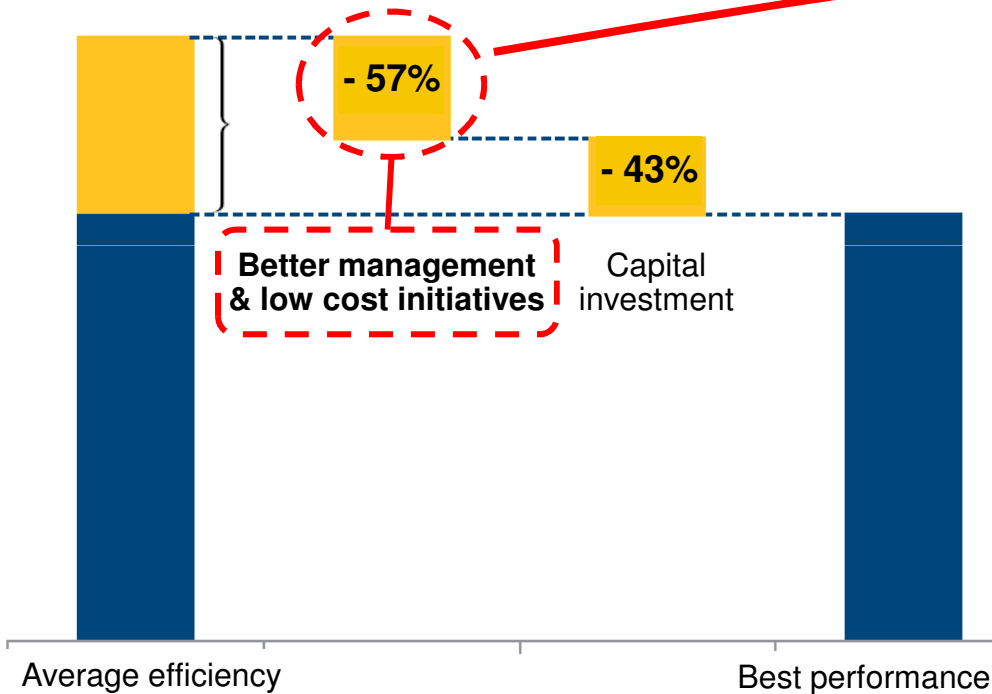 - 57%
- 43%
Better management
& low cost initiatives
Capital
investment
Average efficiency
Best performance